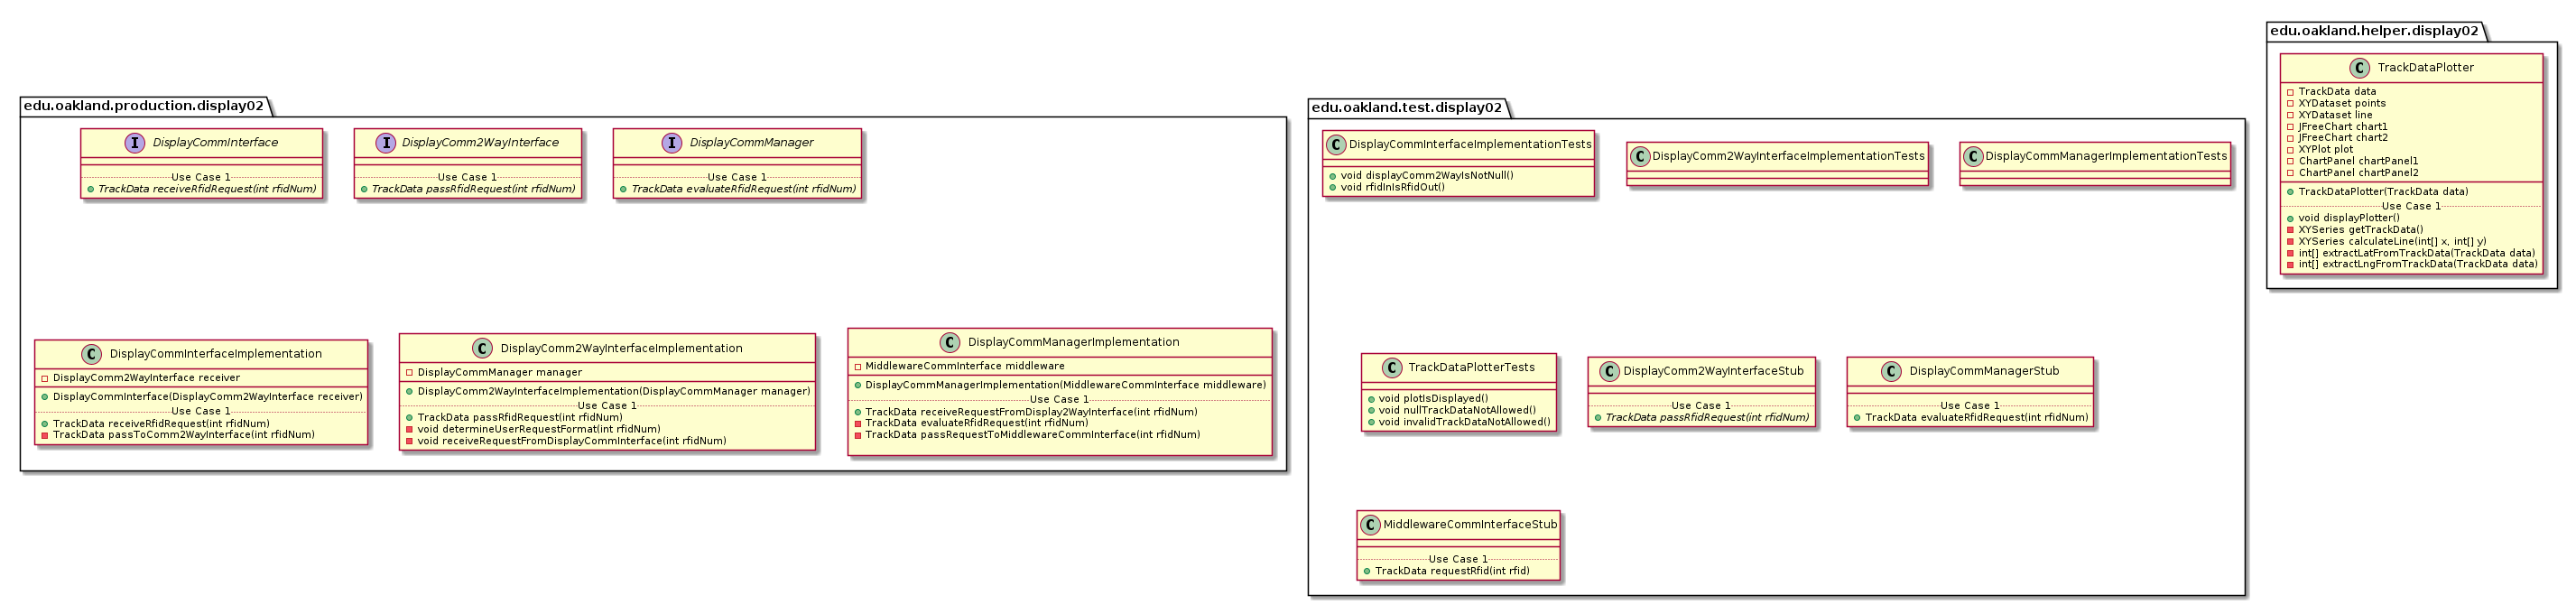 edu.oakland.production.display02
I DisplayCommInterface
Use Case 1
TrackData receiveRfidRequest(int rfidNum)
I DisplayComm2WayInterface
Use Case 1
TrackData passRfidRequest(int rfidNum)
I DisplayCommManager
Use Case 1
TrackData evaluateRfidRequest(int rfidNum)
C DisplayCommInterfaceImplementation
DisplayComm2WayInterface receiver
DisplayCommInterface(DisplayComm2WayInterface receiver)
Use Case 1
TrackData receiveRfidRequest(int rfidNum)
TrackData passToComm2WayInterface(int rfidNum)
C DisplayComm2WayInterfaceImplementation
DisplayCommManager manager
DisplayComm2WayInterfaceImplementation(DisplayCommManager manager)
Use Case 1
TrackData passRfidRequest(int rfidNum)
void determineUserRequestFormat(int rfidNum)
void receiveRequestFromDisplayCommInterface(int rfidNum)
C DisplayCommManagerImplementation
MiddlewareCommInterface middleware
DisplayCommManagerImplementation(MiddlewareCommInterface middleware)
Use Case 1
TrackData receiveRequestFromDisplay2WayInterface(int rfidNum)
TrackData evaluateRfidRequest(int rfidNum)
TrackData passRequestToMiddlewareCommInterface(int rfidNum)
edu.oakland.test.display02
C DisplayCommInterfaceImplementationTests
void displayComm2WayIsNotNull()
void rfidInIsRfidOut()
C DisplayComm2WayInterfaceImplementationTests
C DisplayCommManagerImplementationTests
C TrackDataPlotterTests
void plotIsDisplayed()
void nullTrackDataNotAllowed()
void invalidTrackDataNotAllowed()
C DisplayComm2WayInterfaceStub
Use Case 1
TrackData passRfidRequest(int rfidNum)
C DisplayCommManagerStub
Use Case 1
TrackData evaluateRfidRequest(int rfidNum)
C MiddlewareCommInterfaceStub
Use Case 1
TrackData requestRfid(int rfid)
edu.oakland.helper.display02
C TrackDataPlotter
TrackData data
XYDataset points
XYDataset line
JFreeChart chart1
JFreeChart chart2
XYPlot plot
ChartPanel chartPanel1
ChartPanel chartPanel2
TrackDataPlotter(TrackData data)
Use Case 1
void displayPlotter()
XYSeries getTrackData()
XYSeries calculateLine(int[] x, int[] y)
int[] extractLatFromTrackData(TrackData data)
int[] extractLngFromTrackData(TrackData data)